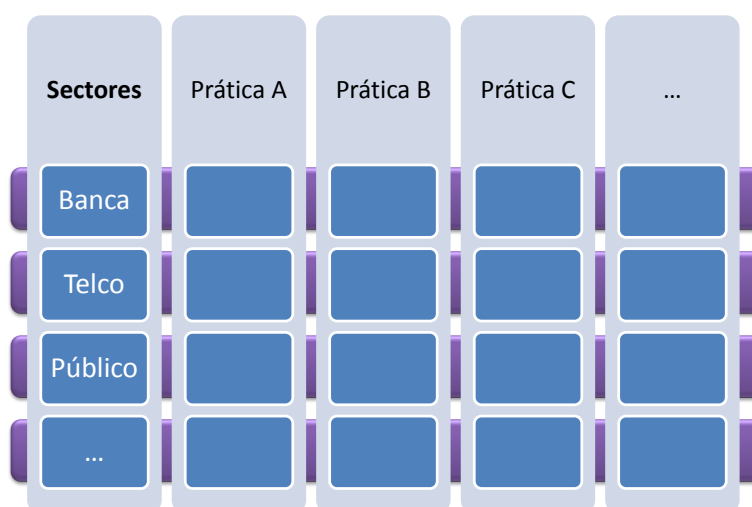 Sectores
Prática A
Prática B
Prática C
...
Banca
Telco
Público
...